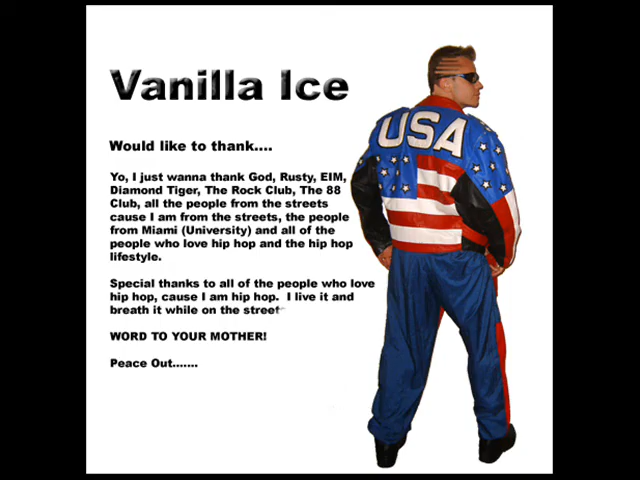 Vanilla Ice
USA
Would like to thank....
Yo, I just wanna thank God, Rusty, EIM,
Diamond Tiger, The Rock Club, The 88
Club, all the people from the streets
cause I am from the streets, the people
from Miami (University) and all of the
people who love hip hop and the hip hop
lifestyle.
Special thanks to all of the people who love
hip hop, cause I am hip hop.  I live it and
breath it while on the street
WORD TO YOUR MOTHER!
Peace Out.......